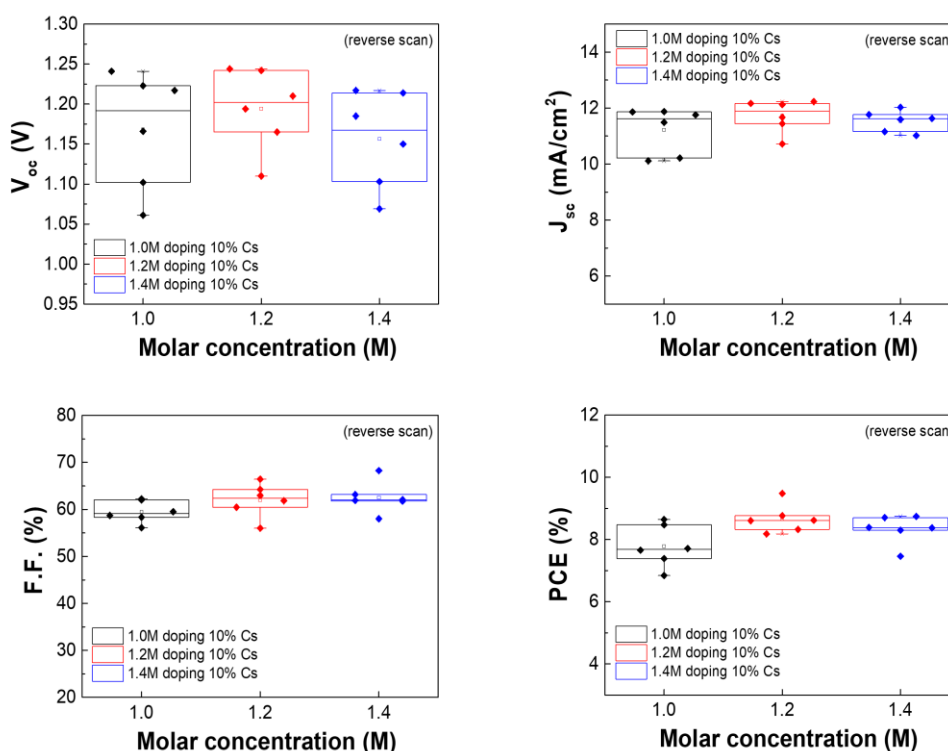 1.30
1.25
1.20
1.15
1.10
1.05
1.00
0.95
V_oc (V)
(reverse scan)
1.0M doping 10% Cs
1.2M doping 10% Cs
1.4M doping 10% Cs
1.0 1.2 1.4
Molar concentration (M)
14
12
10
8
6
J_sc (mA/cm²)
1.0M doping 10% Cs
1.2M doping 10% Cs
1.4M doping 10% Cs
(reverse scan)
1.0 1.2 1.4
Molar concentration (M)
80
70
60
50
40
30
20
F.F. (%)
(reverse scan)
1.0M doping 10% Cs
1.2M doping 10% Cs
1.4M doping 10% Cs
1.0 1.2 1.4
Molar concentration (M)
12
10
8
6
4
PCE (%)
(reverse scan)
1.0M doping 10% Cs
1.2M doping 10% Cs
1.4M doping 10% Cs
1.0 1.2 1.4
Molar concentration (M)